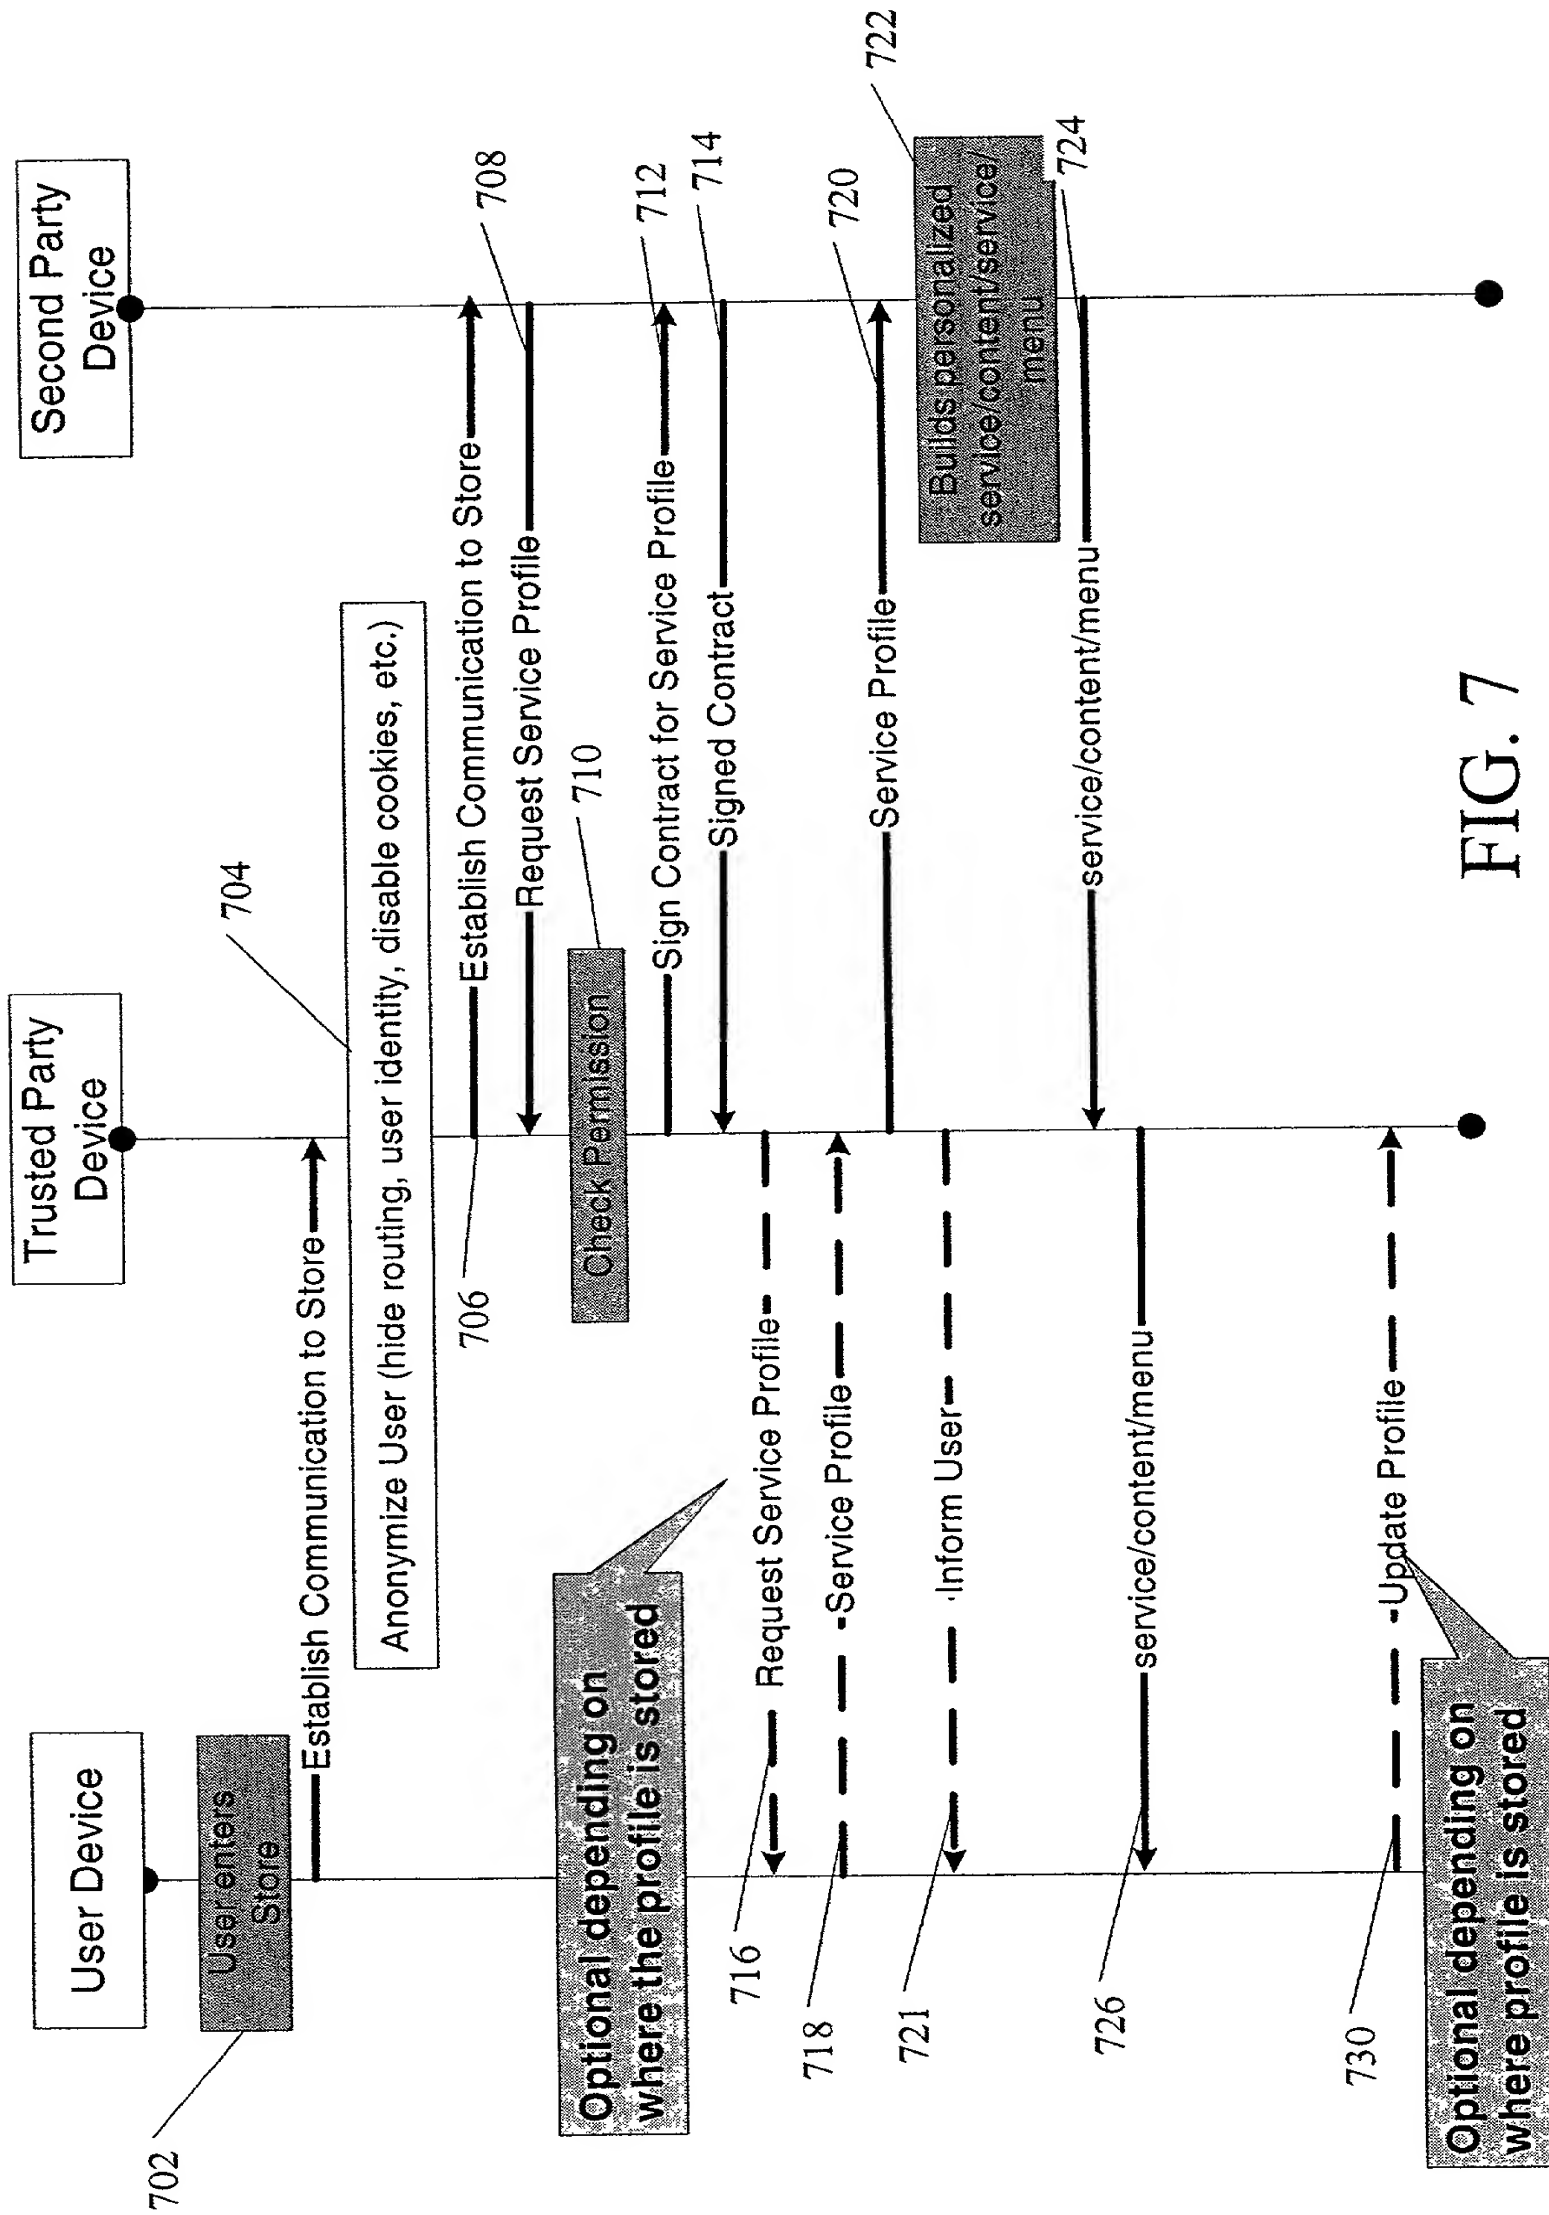 User Device
Trusted Party
Device
Second Party
Device
702
User enters
Store
Establish Communication to Store
704
Anonymize User (hide routing, user identity, disable cookies, etc.)
706
Establish Communication to Store
708
Request Service Profile
710
Check Permission
712
Sign Contract for Service Profile
714
Signed Contract
Optional depending on
where the profile is stored
716
Request Service Profile
718
Service Profile
720
Service Profile
721
Inform User
722
Builds personalized
service/content/service/
menu
724
service/content/menu
726
service/content/menu
730
Update Profile
Optional depending on
where profile is stored
FIG. 7